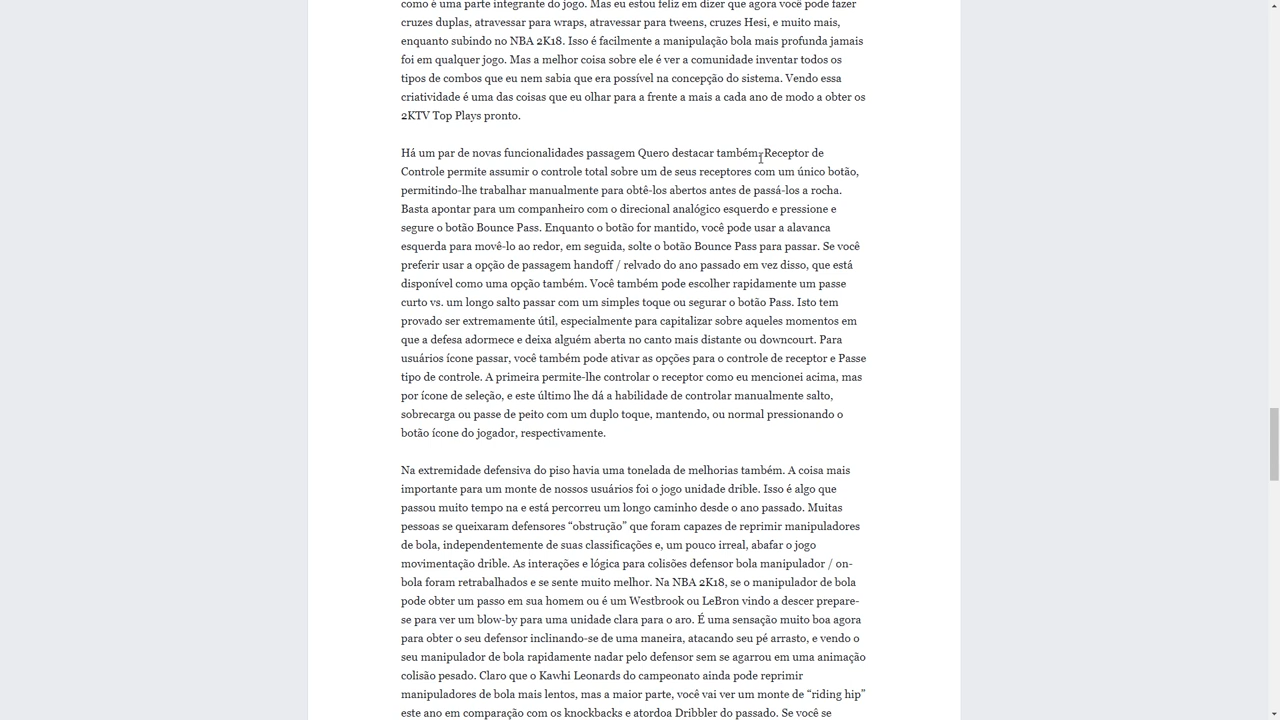 como é uma parte integrante do jogo. Mas eu estou feliz em dizer que agora você pode fazer
cruzes duplas, atravessar para wraps, atravessar para tweens, cruzes Hesi, e muito mais,
enquanto subindo no NBA 2K18. Isso é facilmente a manipulação bola mais profunda jamais
foi em qualquer jogo. Mas a melhor coisa sobre ele é ver a comunidade inventar todos os
tipos de combos que eu nem sabia que era possível na concepção do sistema. Vendo essa
criatividade é uma das coisas que eu olhar para a frente a mais a cada ano de modo a obter os
2KTV Top Plays pronto.
Há um par de novas funcionalidades passagem Quero destacar também. Receptor de
Controle permite assumir o controle total sobre um de seus receptores com um único botão,
permitindo-lhe trabalhar manualmente para obtê-los abertos antes de passá-los a rocha.
Basta apontar para um companheiro com o direcional analógico esquerdo e pressione e
segure o botão Bounce Pass. Enquanto o botão for mantido, você pode usar a alavanca
esquerda para movê-lo ao redor, em seguida, solte o botão Bounce Pass para passar. Se você
preferir usar a opção de passagem handoff / relvado do ano passado em vez disso, que está
disponível como uma opção também. Você também pode escolher rapidamente um passe
curto vs. um longo salto passar com um simples toque ou segurar o botão Pass. Isto tem
provado ser extremamente útil, especialmente para capitalizar sobre aqueles momentos em
que a defesa adormece e deixa alguém aberta no canto mais distante ou downcourt. Para
usuários ícone passar, você também pode ativar as opções para o controle de receptor e Passe
tipo de controle. A primeira permite-lhe controlar o receptor como eu mencionei acima, mas
por ícone de seleção, e este último lhe dá a habilidade de controlar manualmente salto,
sobrecarga ou passe de peito com um duplo toque, mantendo, ou normal pressionando o
botão ícone do jogador, respectivamente.
Na extremidade defensiva do piso havia uma tonelada de melhorias também. A coisa mais
importante para um monte de nossos usuários foi o jogo unidade drible. Isso é algo que
passou muito tempo na e está percorreu um longo caminho desde o ano passado. Muitas
pessoas se queixaram defensores “obstrução” que foram capazes de reprimir manipuladores
de bola, independentemente de suas classificações e, um pouco irreal, abafar o jogo
movimentação drible. As interações e lógica para colisões defensor bola manipulador / on-
bola foram retrabalhados e se sente muito melhor. Na NBA 2K18, se o manipulador de bola
pode obter um passo em sua homem ou é um Westbrook ou LeBron vindo a descer prepare-
se para ver um blow-by para uma unidade clara para o aro. É uma sensação muito boa agora
para obter o seu defensor inclinando-se de uma maneira, atacando seu pé arrasto, e vendo o
seu manipulador de bola rapidamente nadar pelo defensor sem se agarrou em uma animação
colisão pesado. Claro que o Kawhi Leonards do campeonato ainda pode reprimir
manipuladores de bola mais lentos, mas a maior parte, você vai ver um monte de “riding hip”
este ano em comparação com os knockbacks e atordoa Dribbler do passado. Se você se